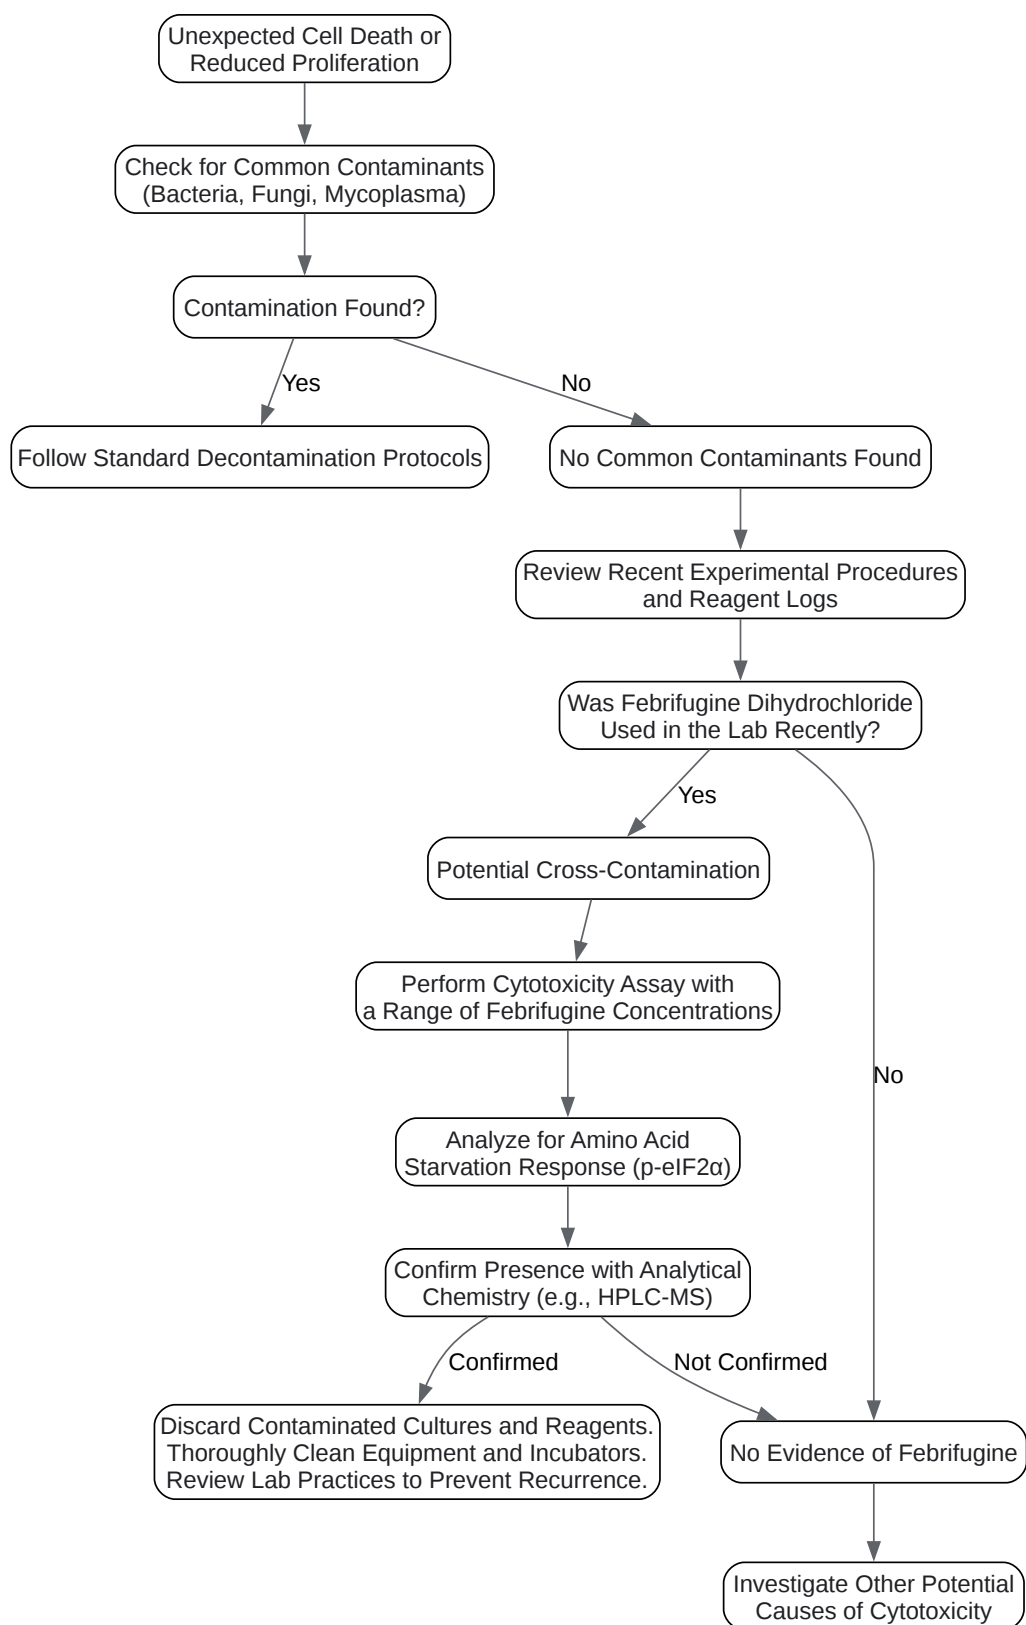 Unexpected Cell Death or
Reduced Proliferation
Check for Common Contaminants
(Bacteria, Fungi, Mycoplasma)
Contamination Found?
Yes
No
Follow Standard Decontamination Protocols
No Common Contaminants Found
Review Recent Experimental Procedures
and Reagent Logs
Was Febrifugine Dihydrochloride
Used in the Lab Recently?
Yes
Potential Cross-Contamination
Perform Cytotoxicity Assay with
a Range of Febrifugine Concentrations
No
Analyze for Amino Acid
Starvation Response (p-eIF2α)
Confirm Presence with Analytical
Chemistry (e.g., HPLC-MS)
Confirmed
Not Confirmed
Discard Contaminated Cultures and Reagents.
Thoroughly Clean Equipment and Incubators.
Review Lab Practices to Prevent Recurrence.
No Evidence of Febrifugine
Investigate Other Potential
Causes of Cytotoxicity